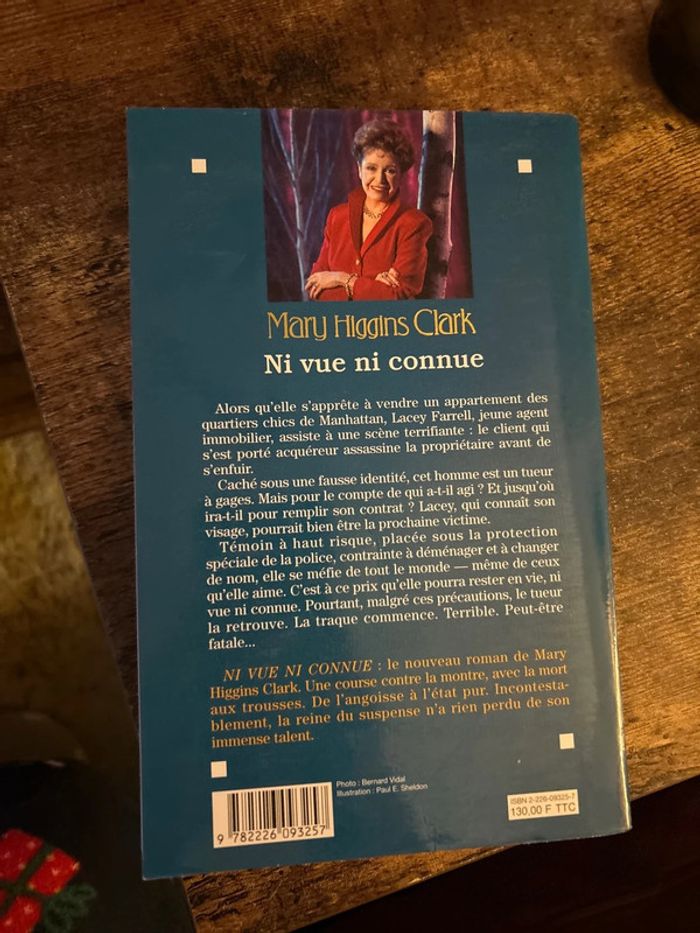 Mary Higgins Clark
Ni vue ni connue
Alors qu'elle s'apprête à vendre un appartement des
quartiers chics de Manhattan, Lacey Farrell, jeune agent
immobilier, assiste à une scène terrifiante : le client qui
s'est porté acquéreur assassine la propriétaire avant de
s'enfuir.
Caché sous une fausse identité, cet homme est un tueur
à gages. Mais pour le compte de qui a-t-il agi ? Et jusqu'où
ira-t-il pour remplir son contrat ? Lacey, qui connaît son
visage, pourrait bien être la prochaine victime.
Témoin à haut risque, placée sous la protection
spéciale de la police, contrainte à déménager et à changer
de nom, elle se méfie de tout le monde — même de ceux
qu'elle aime. C'est à ce prix qu'elle pourra rester en vie, ni
vue ni connue. Pourtant, malgré ces précautions, le tueur
la retrouve. La traque commence. Terrible. Peut-être
fatale...
NI VUE NI CONNUE : le nouveau roman de Mary
Higgins Clark. Une course contre la montre, avec la mort
aux trousses. De l'angoisse à l'état pur. Incontesta-
blement, la reine du suspense n'a rien perdu de son
immense talent.
Photo : Bernard Vidal
Illustration : Paul E. Sheldon
9 782226 093257
ISBN 2-226-09325-7
130,00 F TTC